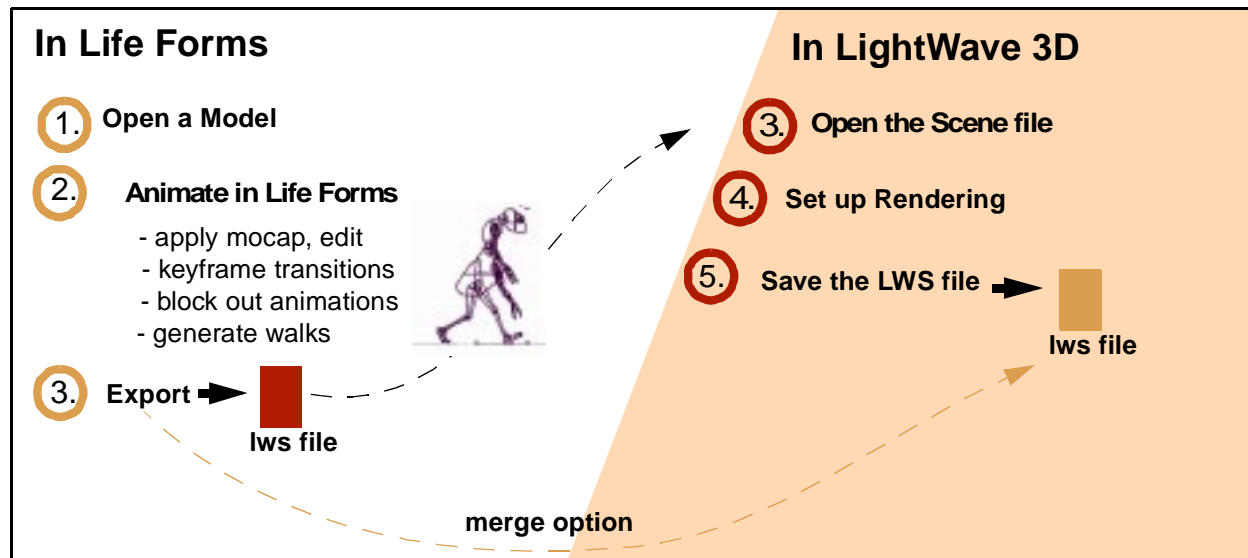 In Life Forms
1. Open a Model
2. Animate in Life Forms
- apply mocap, edit
- keyframe transitions
- block out animations
- generate walks
3. Export
lws file
merge option
In LightWave 3D
3. Open the Scene file
4. Set up Rendering
5. Save the LWS file
lws file